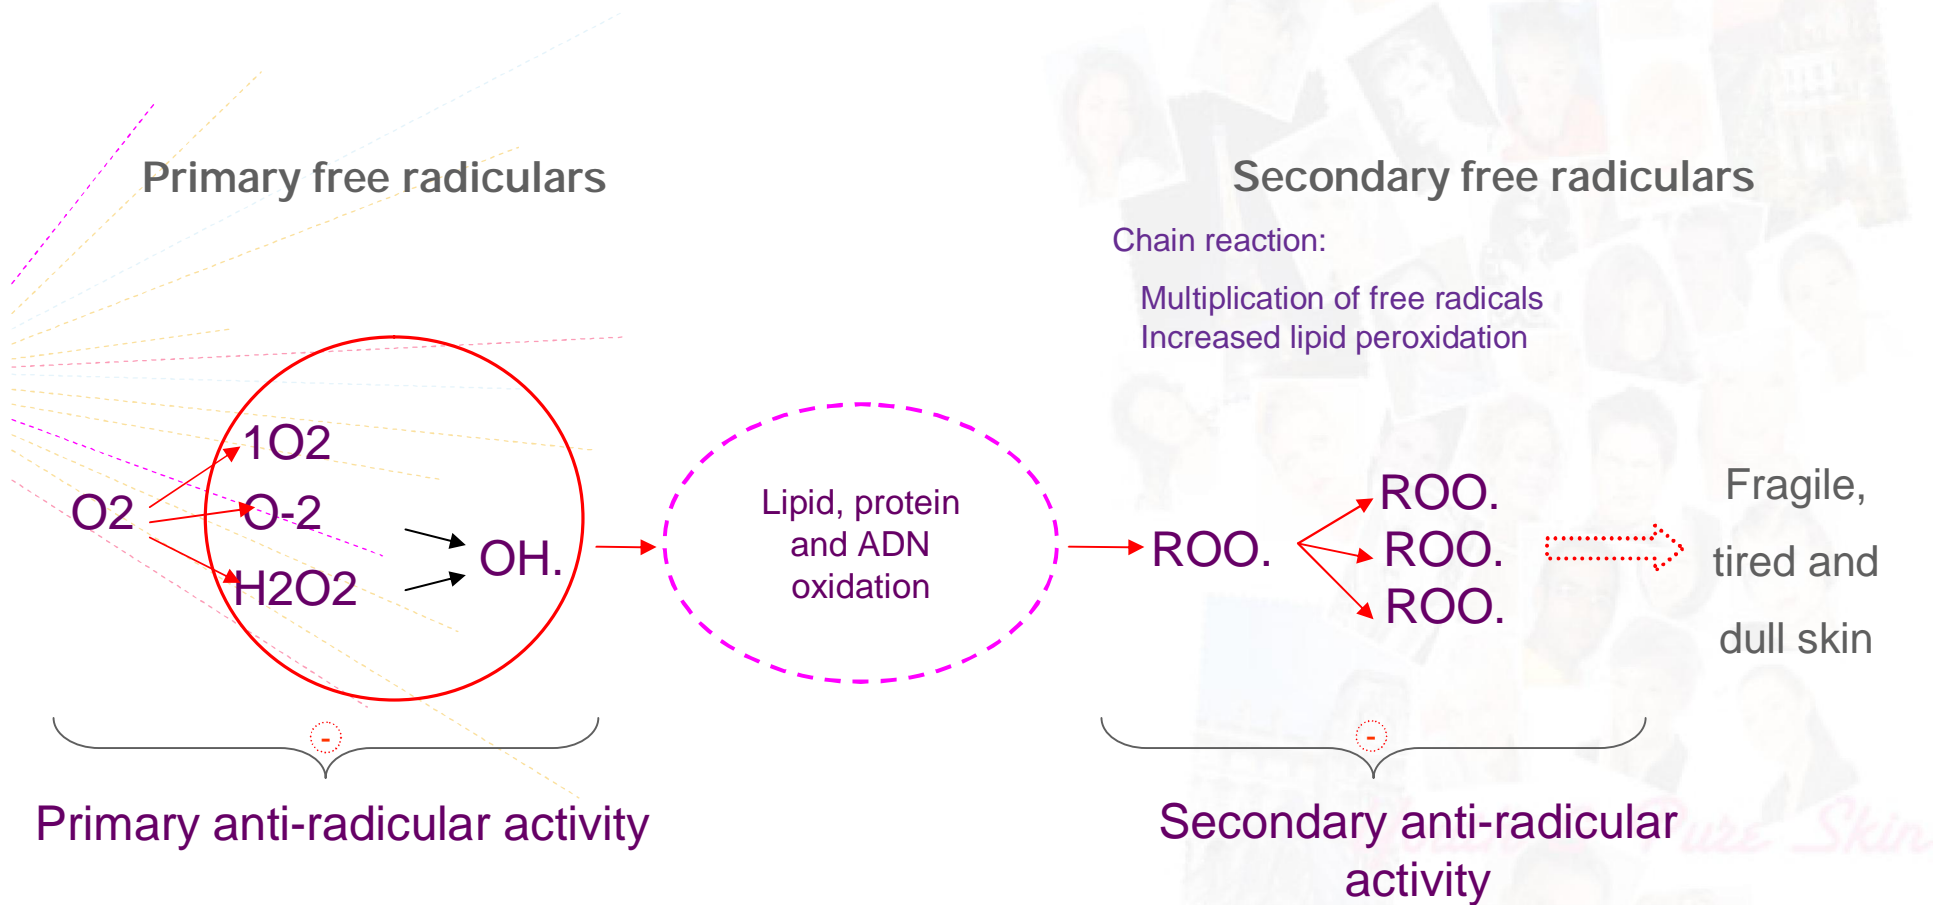 Primary free radiculars
Secondary free radiculars
Chain reaction:
Multiplication of free radicals
Increased lipid peroxidation
1O2
O2
O-2
H2O2
OH.
Lipid, protein
and ADN
oxidation
ROO.
ROO.
ROO.
ROO.
Fragile,
tired and
dull skin
-
-
Primary anti-radicular activity
Secondary anti-radicular
activity
Pure Skin